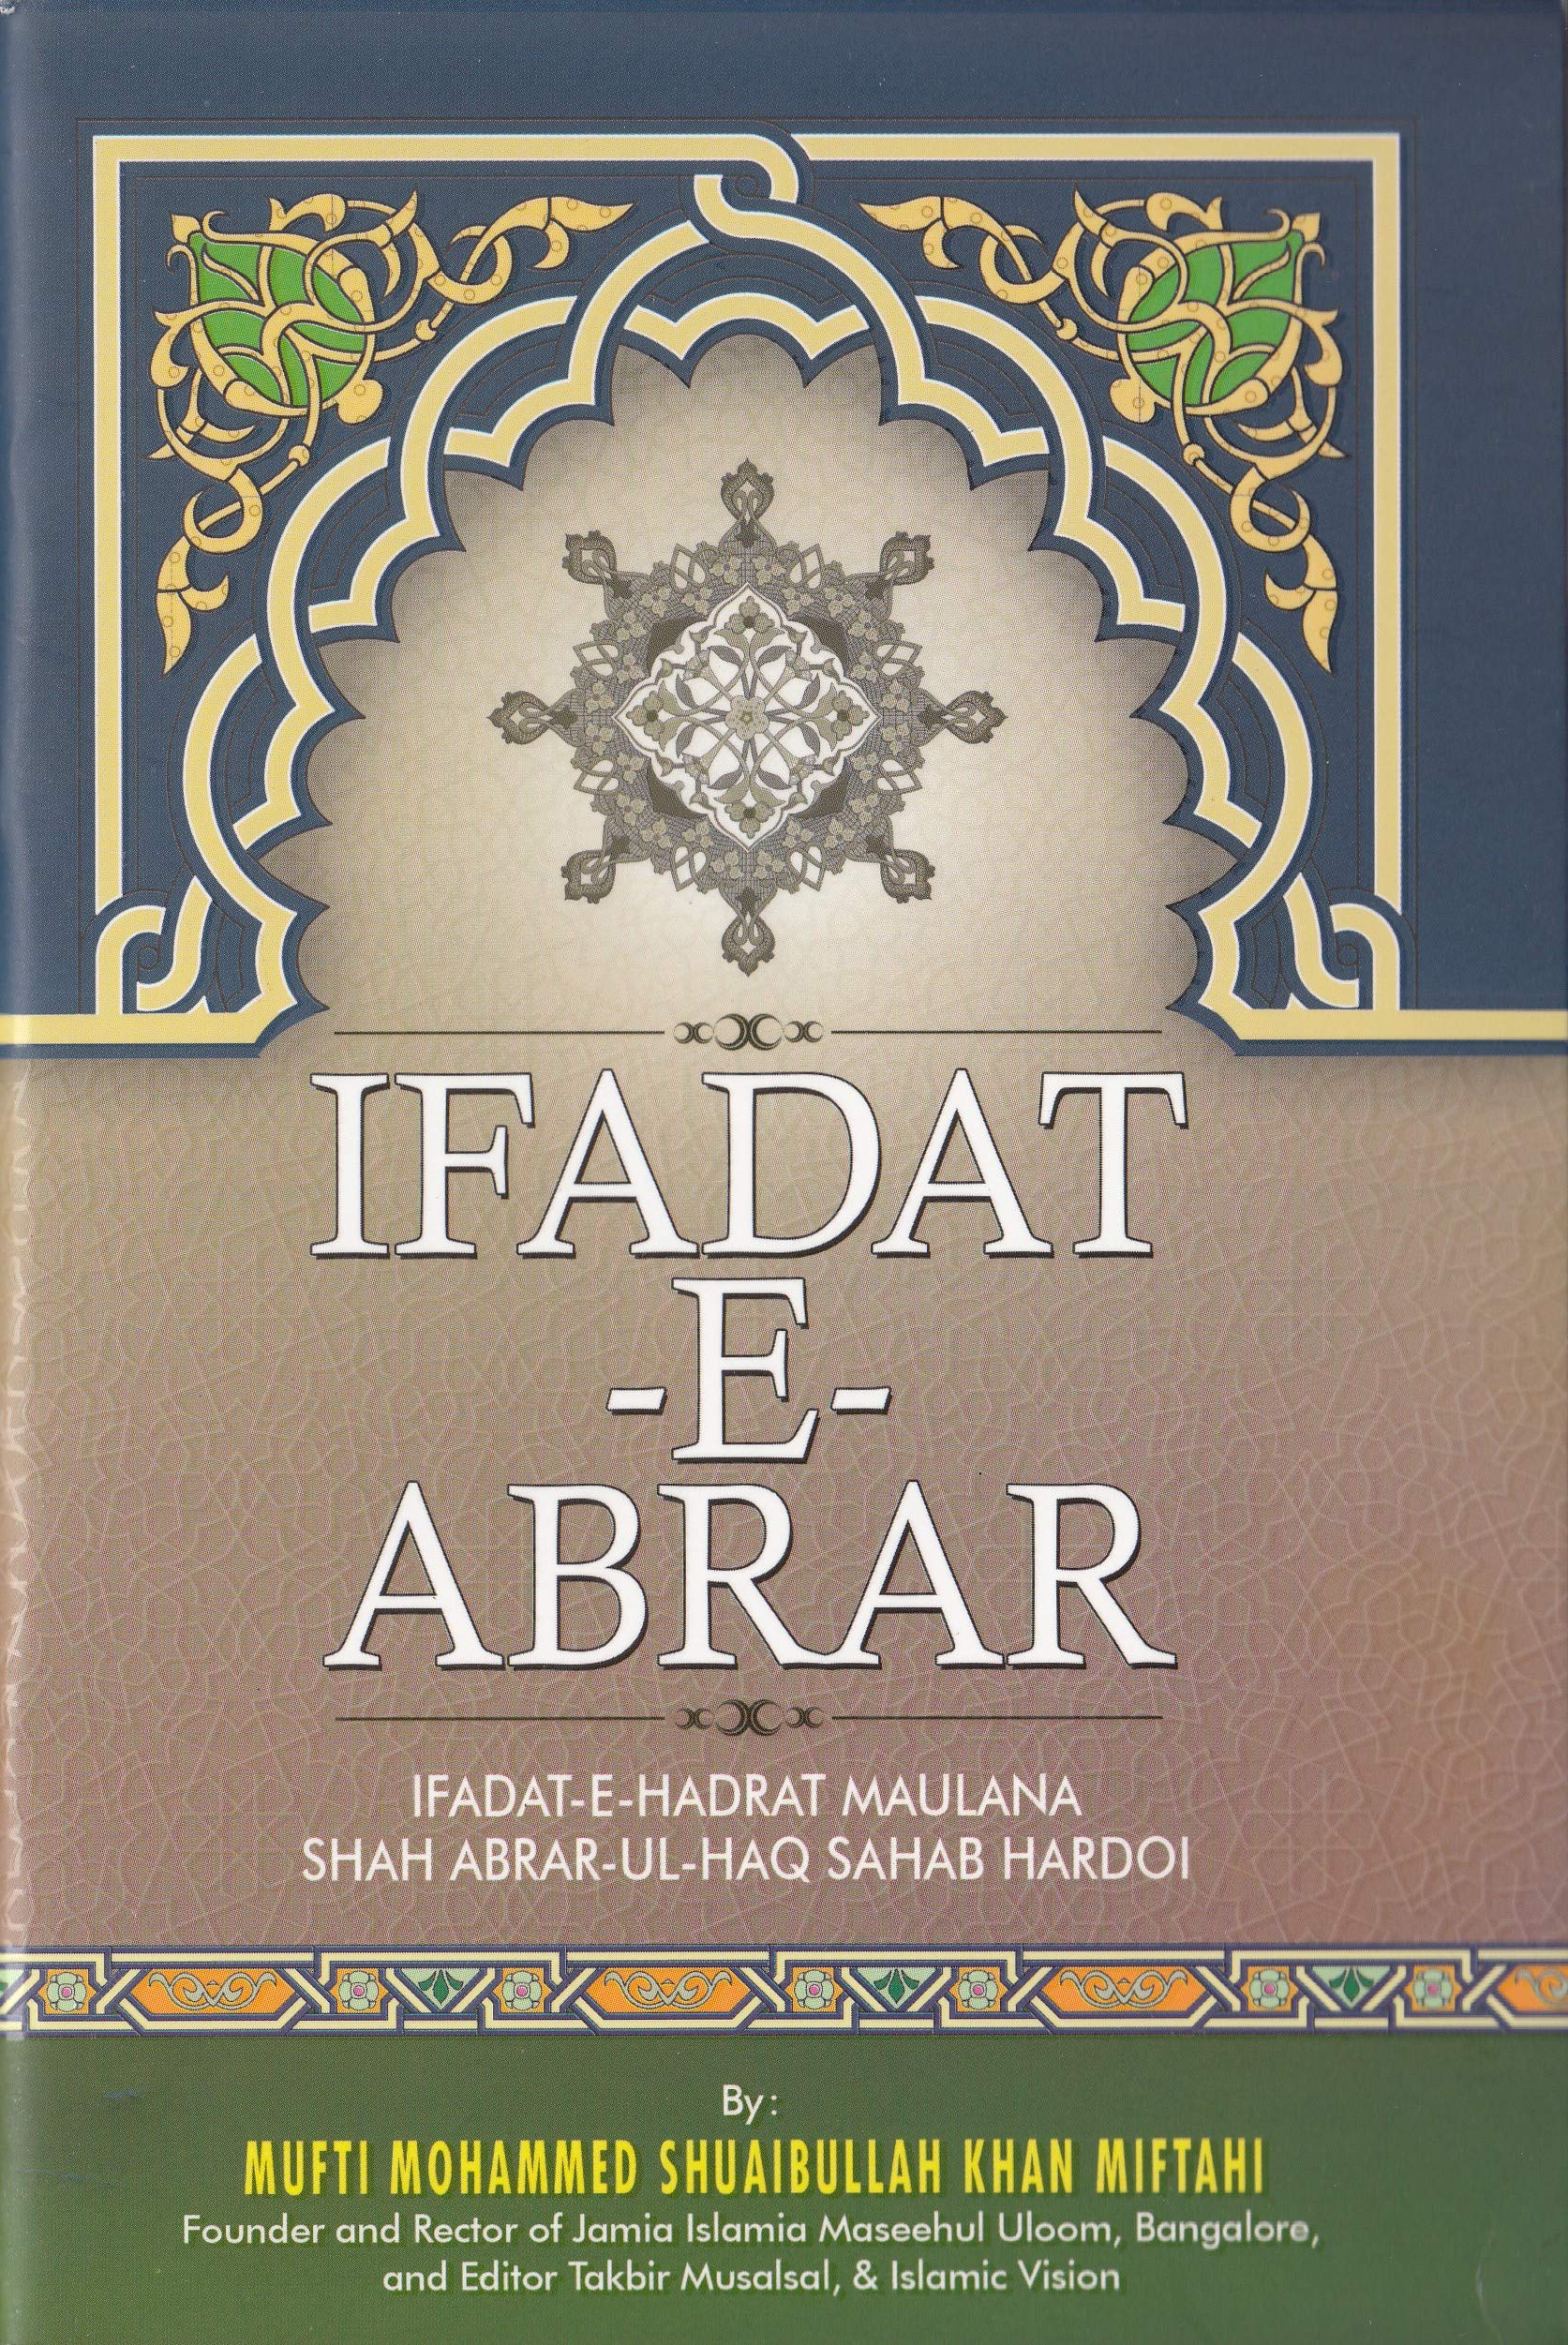 IFADAT
-E-
ABRAR
IFADAT-E-HADRAT MAULANA
SHAH ABRAR-UL-HAQ SAHAB HARDOI
By:
MUFTI MOHAMMED SHUAIBULLAH KHAN MIFTAHI
Founder and Rector of Jamia Islamia Maseehul Uloom, Bangalore,
and Editor Takbir Musalsal, & Islamic Vision